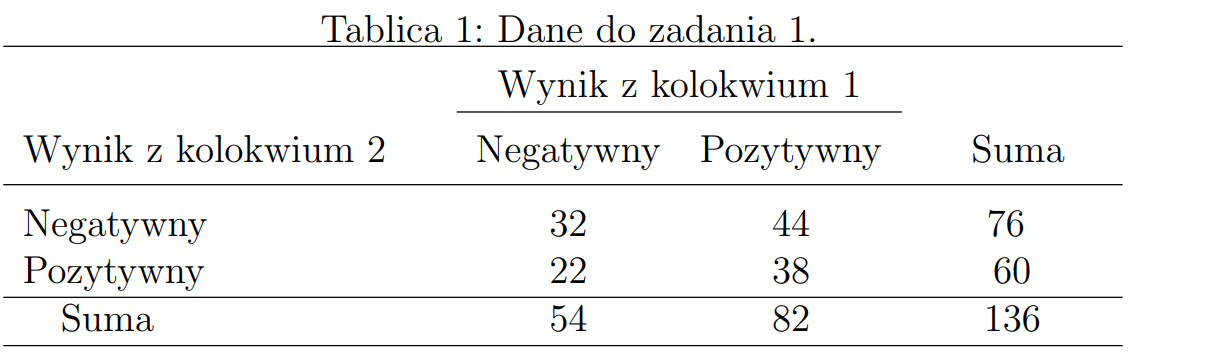 Tablica 1: Dane do zadania 1.
Wynik z kolokwium 1
Wynik z kolokwium 2 Negatywny Pozytywny Suma
Negatywny 32 44 76
Pozytywny 22 38 60
Suma 54 82 136